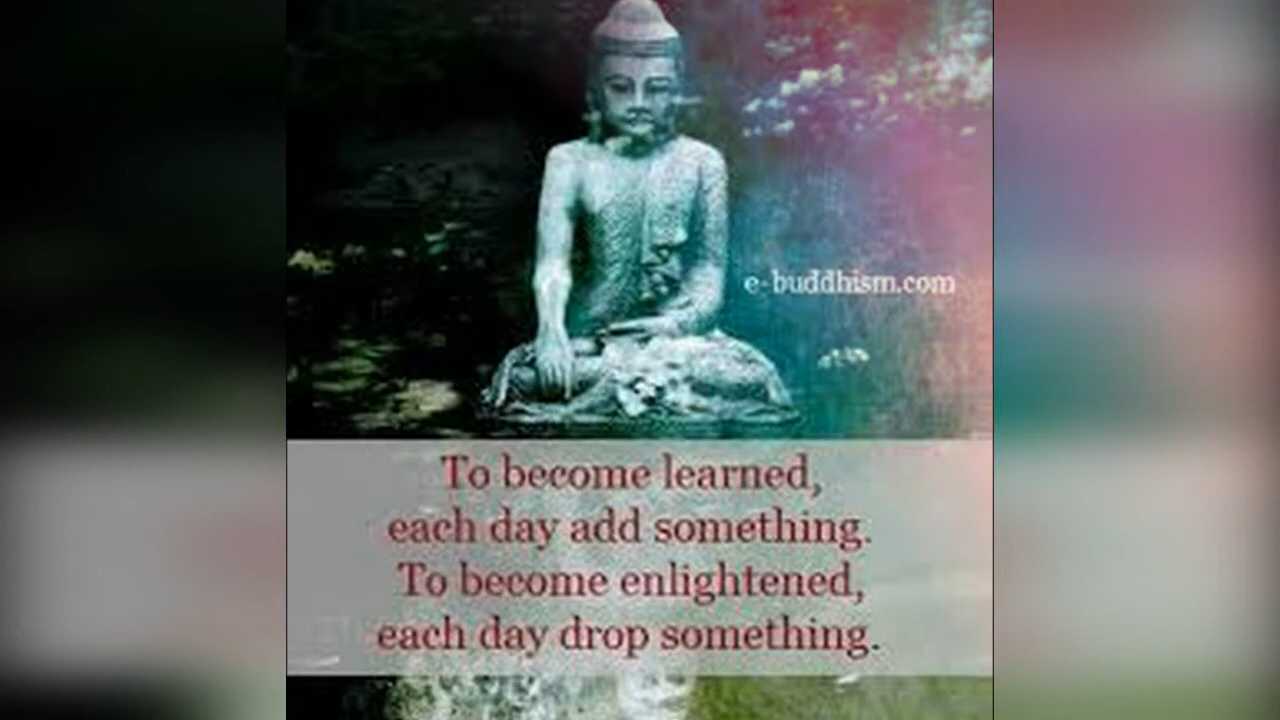 e-buddhism.com
To become learned,
each day add something.
To become enlightened,
each day drop something.